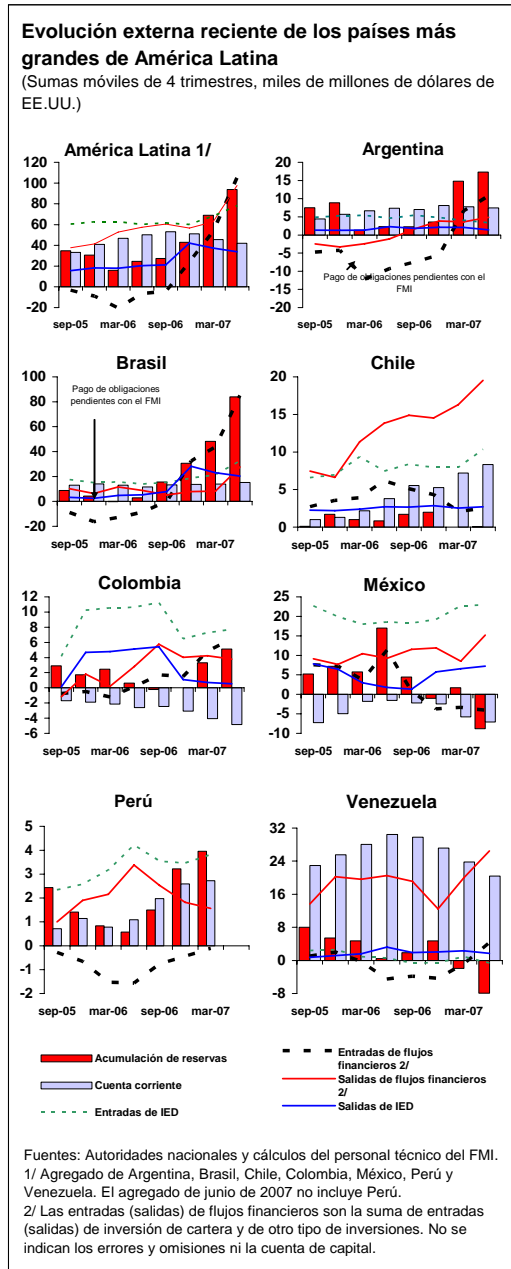 Evolución externa reciente de los países más
grandes de América Latina
(Sumas móviles de 4 trimestres, miles de millones de dólares de
EE.UU.)
América Latina 1/
120
100
80
60
40
20
0
-20
sep-05 mar-06 sep-06 mar-07
Argentina
20
15
10
5
0
-5
-10
-15
-20
Pago de obligaciones pendientes con el
FMI
sep-05 mar-06 sep-06 mar-07
Brasil
100
80
60
40
20
0
-20
Pago de obligaciones
pendientes con el FMI
sep-05 mar-06 sep-06 mar-07
Chile
20
15
10
5
0
sep-05 mar-06 sep-06 mar-07
Colombia
12
10
8
6
4
2
0
-2
-4
-6
sep-05 mar-06 sep-06 mar-07
México
25
20
15
10
5
0
-5
-10
sep-05 mar-06 sep-06 mar-07
Perú
5
4
3
2
1
0
-1
-2
sep-05 mar-06 sep-06 mar-07
Venezuela
32
24
16
8
0
-8
sep-05 mar-06 sep-06 mar-07
Acumulación de reservas
Cuenta corriente
Entradas de IED
Entradas de flujos
financieros 2/
Salidas de flujos financieros
2/
Salidas de IED
Fuentes: Autoridades nacionales y cálculos del personal técnico del FMI.
1/ Agregado de Argentina, Brasil, Chile, Colombia, México, Perú y
Venezuela. El agregado de junio de 2007 no incluye Perú.
2/ Las entradas (salidas) de flujos financieros son la suma de entradas
(salidas) de inversión de cartera y de otro tipo de inversiones. No se
indican los errores y omisiones ni la cuenta de capital.